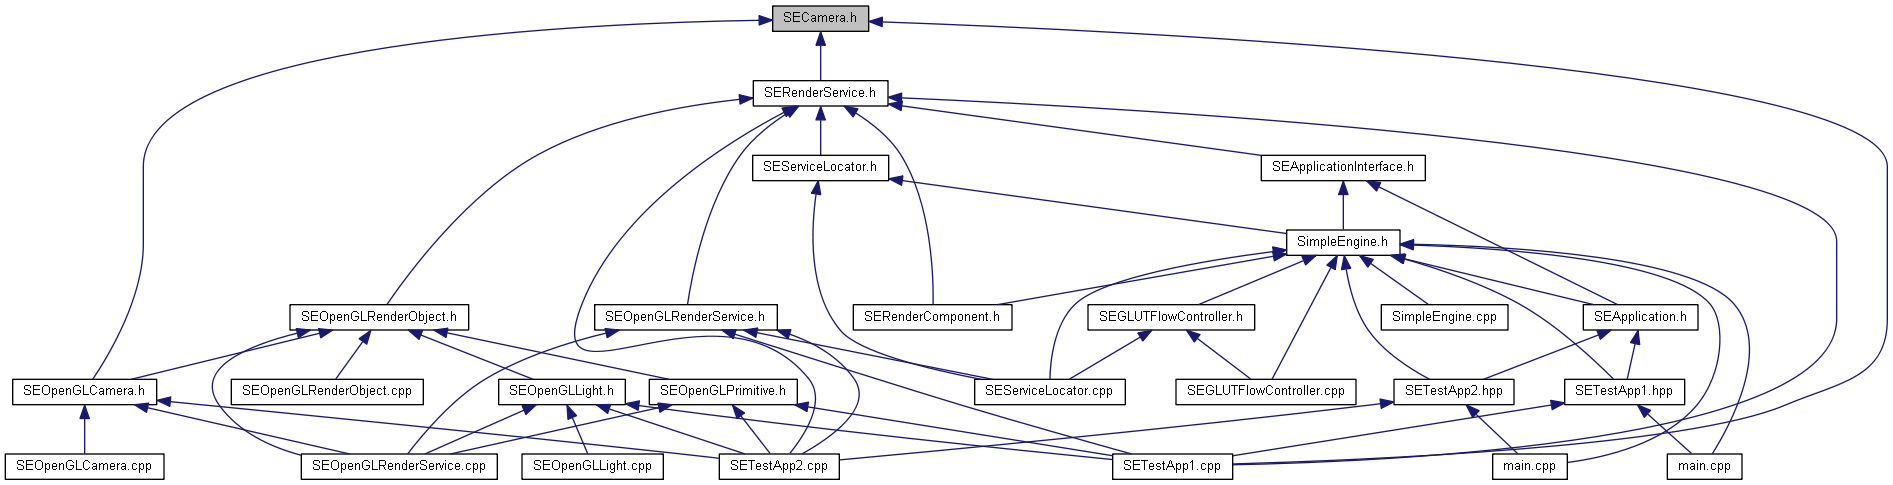 SECamera.h
SERenderService.h
SEServiceLocator.h
SEApplicationInterface.h
SimpleEngine.h
SEOpenGLRenderObject.h
SEOpenGLRenderService.h
SERenderComponent.h
SEGLUTFlowController.h
SimpleEngine.cpp
SEApplication.h
SEOpenGLCamera.h
SEOpenGLRenderObject.cpp
SEOpenGLLight.h
SEOpenGLPrimitive.h
SEServiceLocator.cpp
SEGLUTFlowController.cpp
SETestApp2.hpp
SETestApp1.hpp
SEOpenGLCamera.cpp
SEOpenGLRenderService.cpp
SEOpenGLLight.cpp
SETestApp2.cpp
SETestApp1.cpp
main.cpp
main.cpp